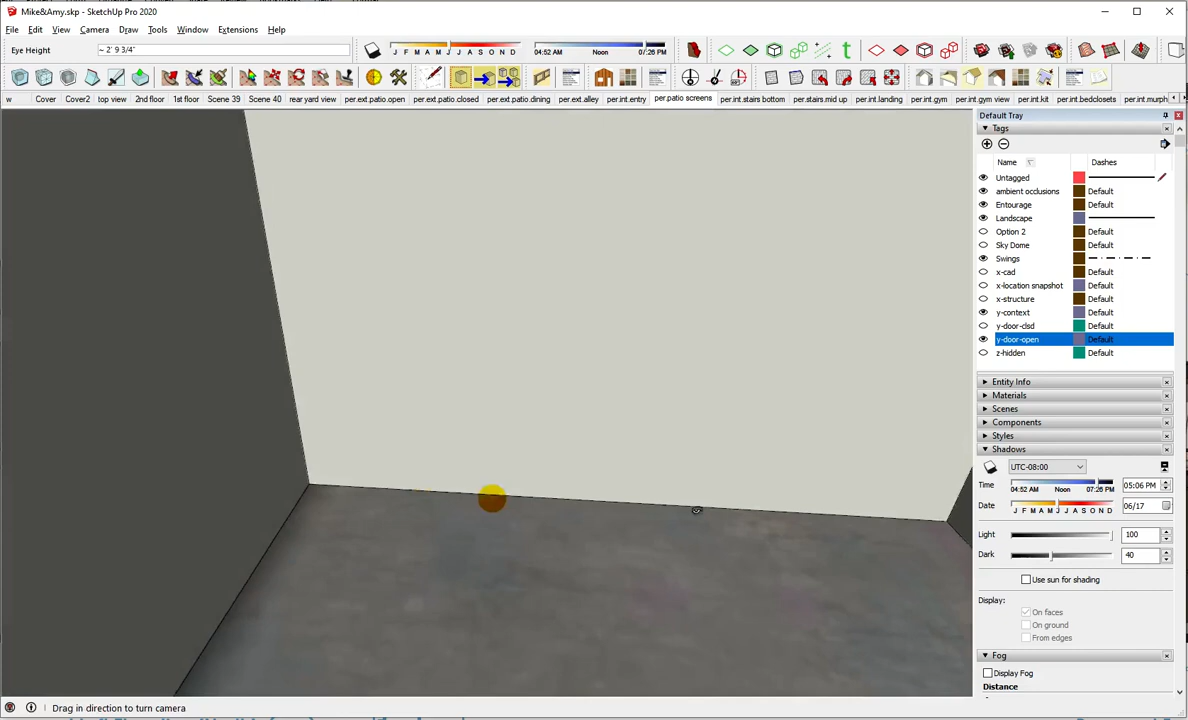 Mike&Amy.skp - SketchUp Pro 2020
File Edit View Camera Draw Tools Window Extensions Help
Eye Height ~ 2' 9 3/4"
J F M A M J J A S O N D 04:52 AM Noon 07:26 PM
w Cover Cover2 top view 2nd floor 1st floor Scene 39 Scene 40 rear yard view per.ext.patio.open per.ext.patio.closed per.ext.patio.dining per.ext.alley per.int.entry per.patio screens per.int.stairs bottom per.stairs.mid up per.int.landing per.int.gym per.int.gym view per.int.kit per.int.bedclosets per.int.murph
Default Tray
Tags
Name Dashes
Untagged
ambient occlusions Default
Entourage Default
Landscape
Option 2 Default
Sky Dome Default
Swings
x-cad Default
x-location snapshot Default
x-structure Default
y-context Default
y-door-clsd Default
y-door-open Default
z-hidden Default
Entity Info
Materials
Scenes
Components
Styles
Shadows
UTC-08:00
Time 04:52 AM Noon 07:26 PM 05:06 PM
Date J F M A M J J A S O N D 06/17
Light 100
Dark 40
Use sun for shading
Display: On faces
On ground
From edges
Fog
Display Fog
Distance
Drag in direction to turn camera